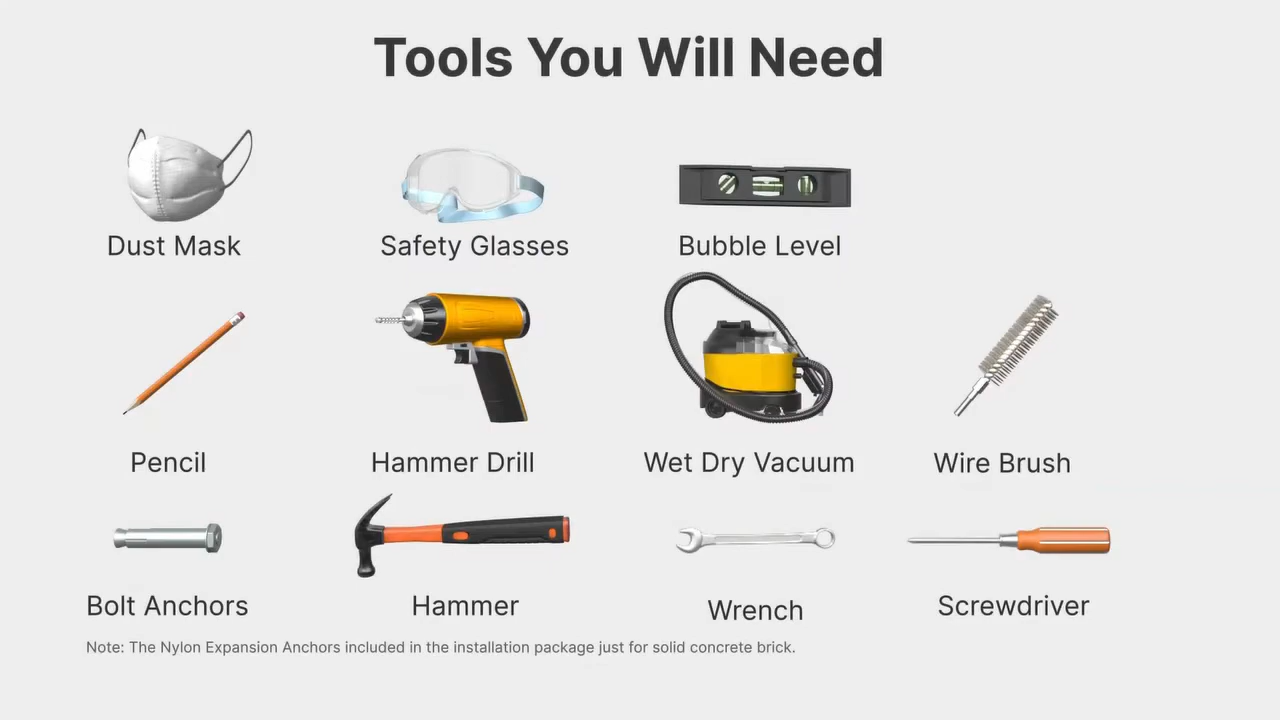 Tools You Will Need
Dust Mask
Safety Glasses
Bubble Level
Pencil
Hammer Drill
Wet Dry Vacuum
Wire Brush
Bolt Anchors
Hammer
Wrench
Screwdriver
Note: The Nylon Expansion Anchors included in the installation package just for solid concrete brick.